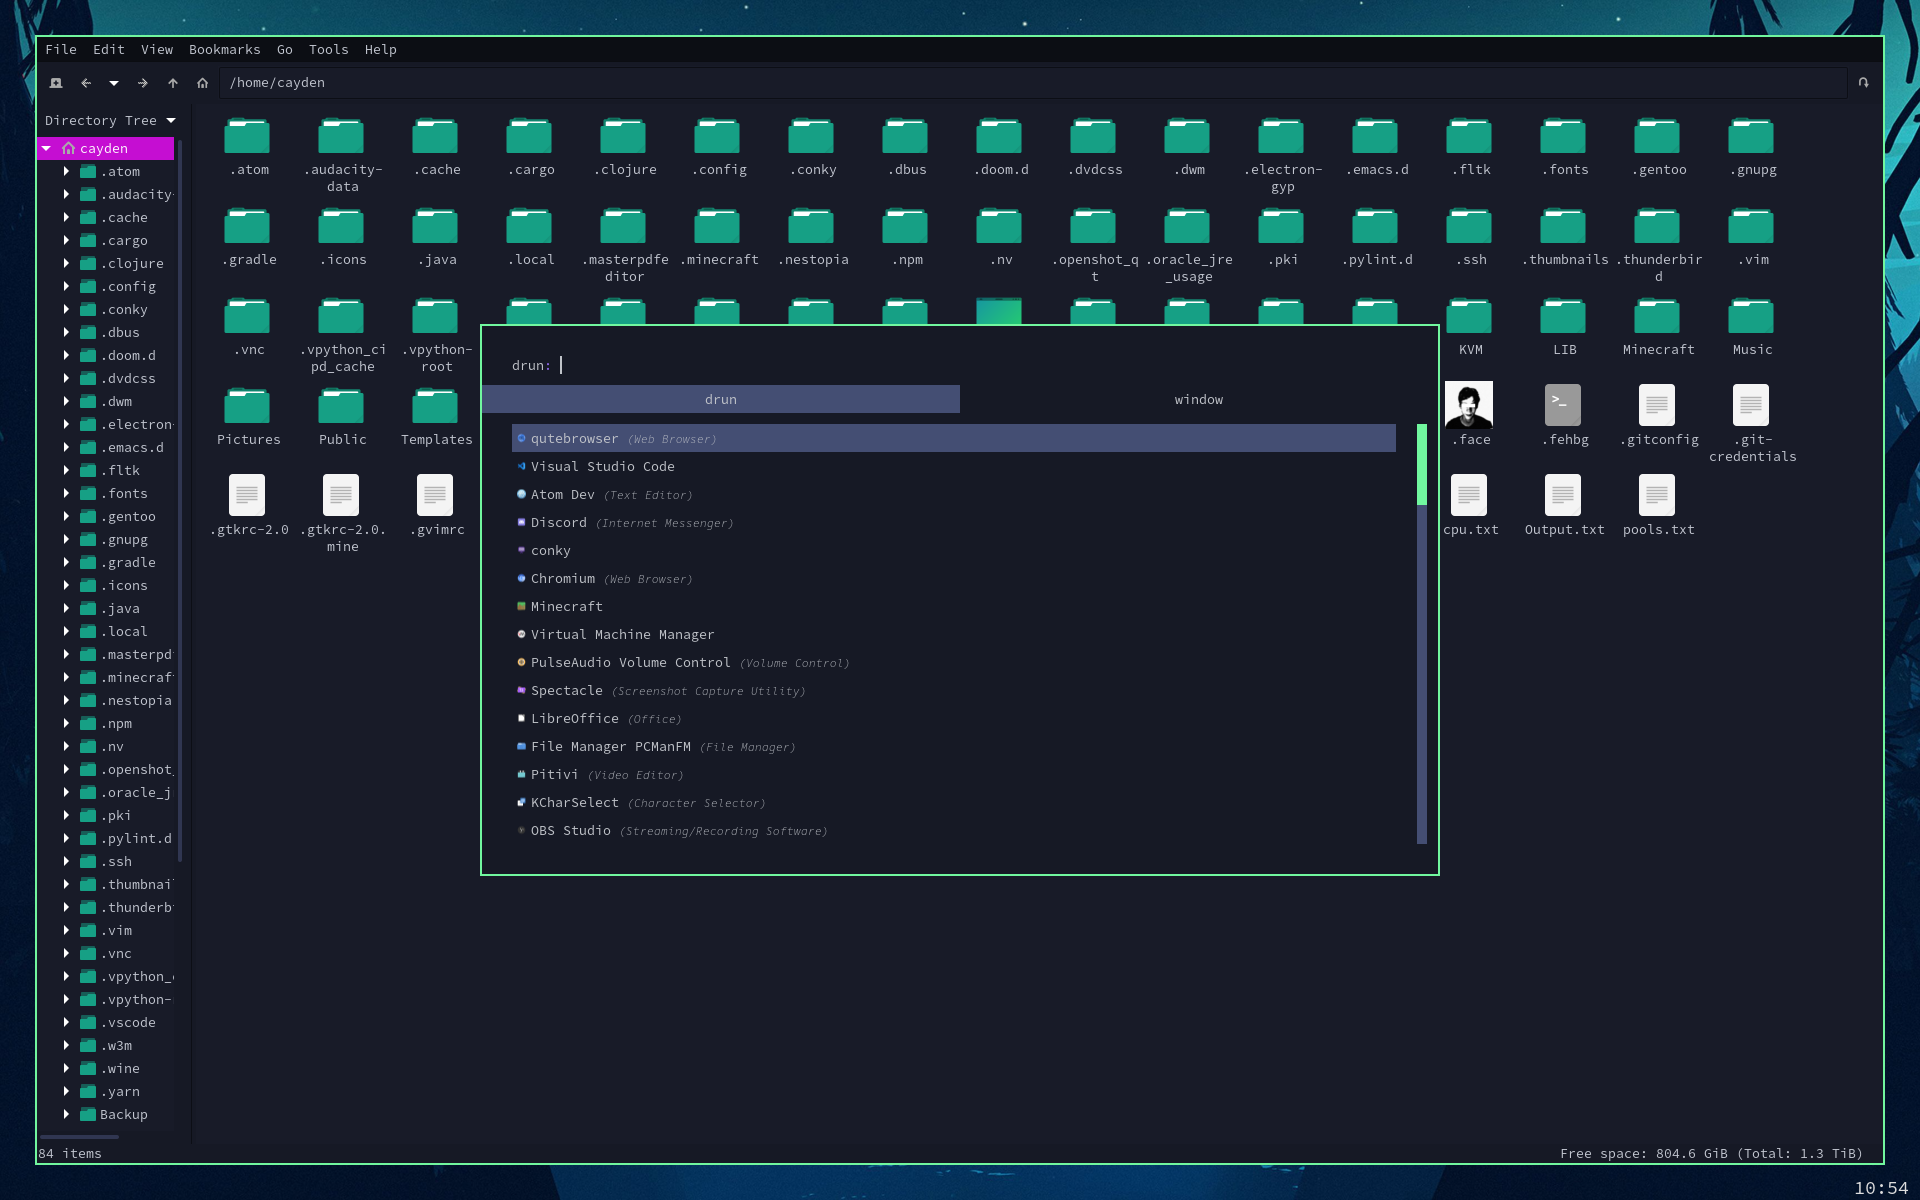 File Edit View Bookmarks Go Tools Help
/home/cayden
Directory Tree
cayden
.atom
.audacity-
.cache
.cargo
.clojure
.config
.conky
.dbus
.doom.d
.dvdcss
.dwm
.electron-
.emacs.d
.fltk
.fonts
.gentoo
.gnupg
.gradle
.icons
.java
.local
.masterpd
.minecraf
.nestopia
.npm
.nv
.openshot_
.oracle_j
.pki
.pylint.d
.ssh
.thumbnai
.thunderb
.vim
.vnc
.vpython_
.vpython-
.vscode
.w3m
.wine
.yarn
Backup
.atom .audacity- .cache .cargo .clojure .config .conky .dbus .doom.d .dvdcss .dwm .electron- .emacs.d .fltk .fonts .gentoo .gnupg
data gyp
.gradle .icons .java .local .masterpdfe .minecraft .nestopia .npm .nv .openshot_q .oracle_jre .pki .pylint.d .ssh .thumbnails .thunderbir .vim
ditor t _usage d
.vnc .vpython_ci .vpython- KVM LIB Minecraft Music
pd_cache root
Pictures Public Templates .face .fehbg .gitconfig .git-
credentials
.gtkrc-2.0 .gtkrc-2.0. .gvimrc cpu.txt Output.txt pools.txt
mine
drun:
drun window
qutebrowser (Web Browser)
Visual Studio Code
Atom Dev (Text Editor)
Discord (Internet Messenger)
conky
Chromium (Web Browser)
Minecraft
Virtual Machine Manager
PulseAudio Volume Control (Volume Control)
Spectacle (Screenshot Capture Utility)
LibreOffice (Office)
File Manager PCManFM (File Manager)
Pitivi (Video Editor)
KCharSelect (Character Selector)
OBS Studio (Streaming/Recording Software)
84 items
Free space: 804.6 GiB (Total: 1.3 TiB)
10:54